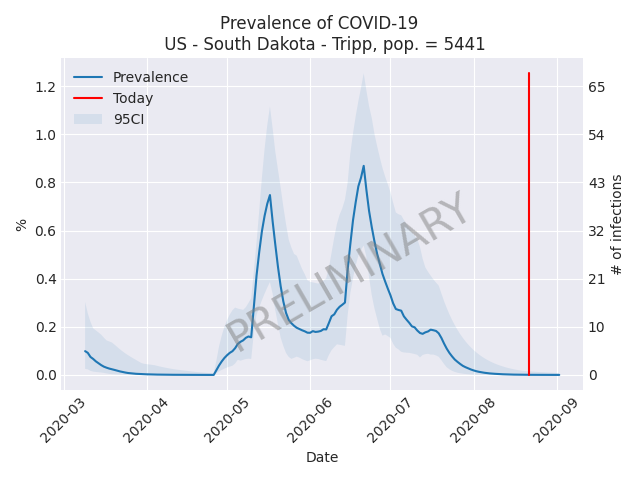 Prevalence of COVID-19
US - South Dakota - Tripp, pop. = 5441
Prevalence
Today
95CI
PRELIMINARY
%
0.0
0.2
0.4
0.6
0.8
1.0
1.2
# of infections
0
10
21
32
43
54
65
2020-03
2020-04
2020-05
2020-06
2020-07
2020-08
2020-09
Date